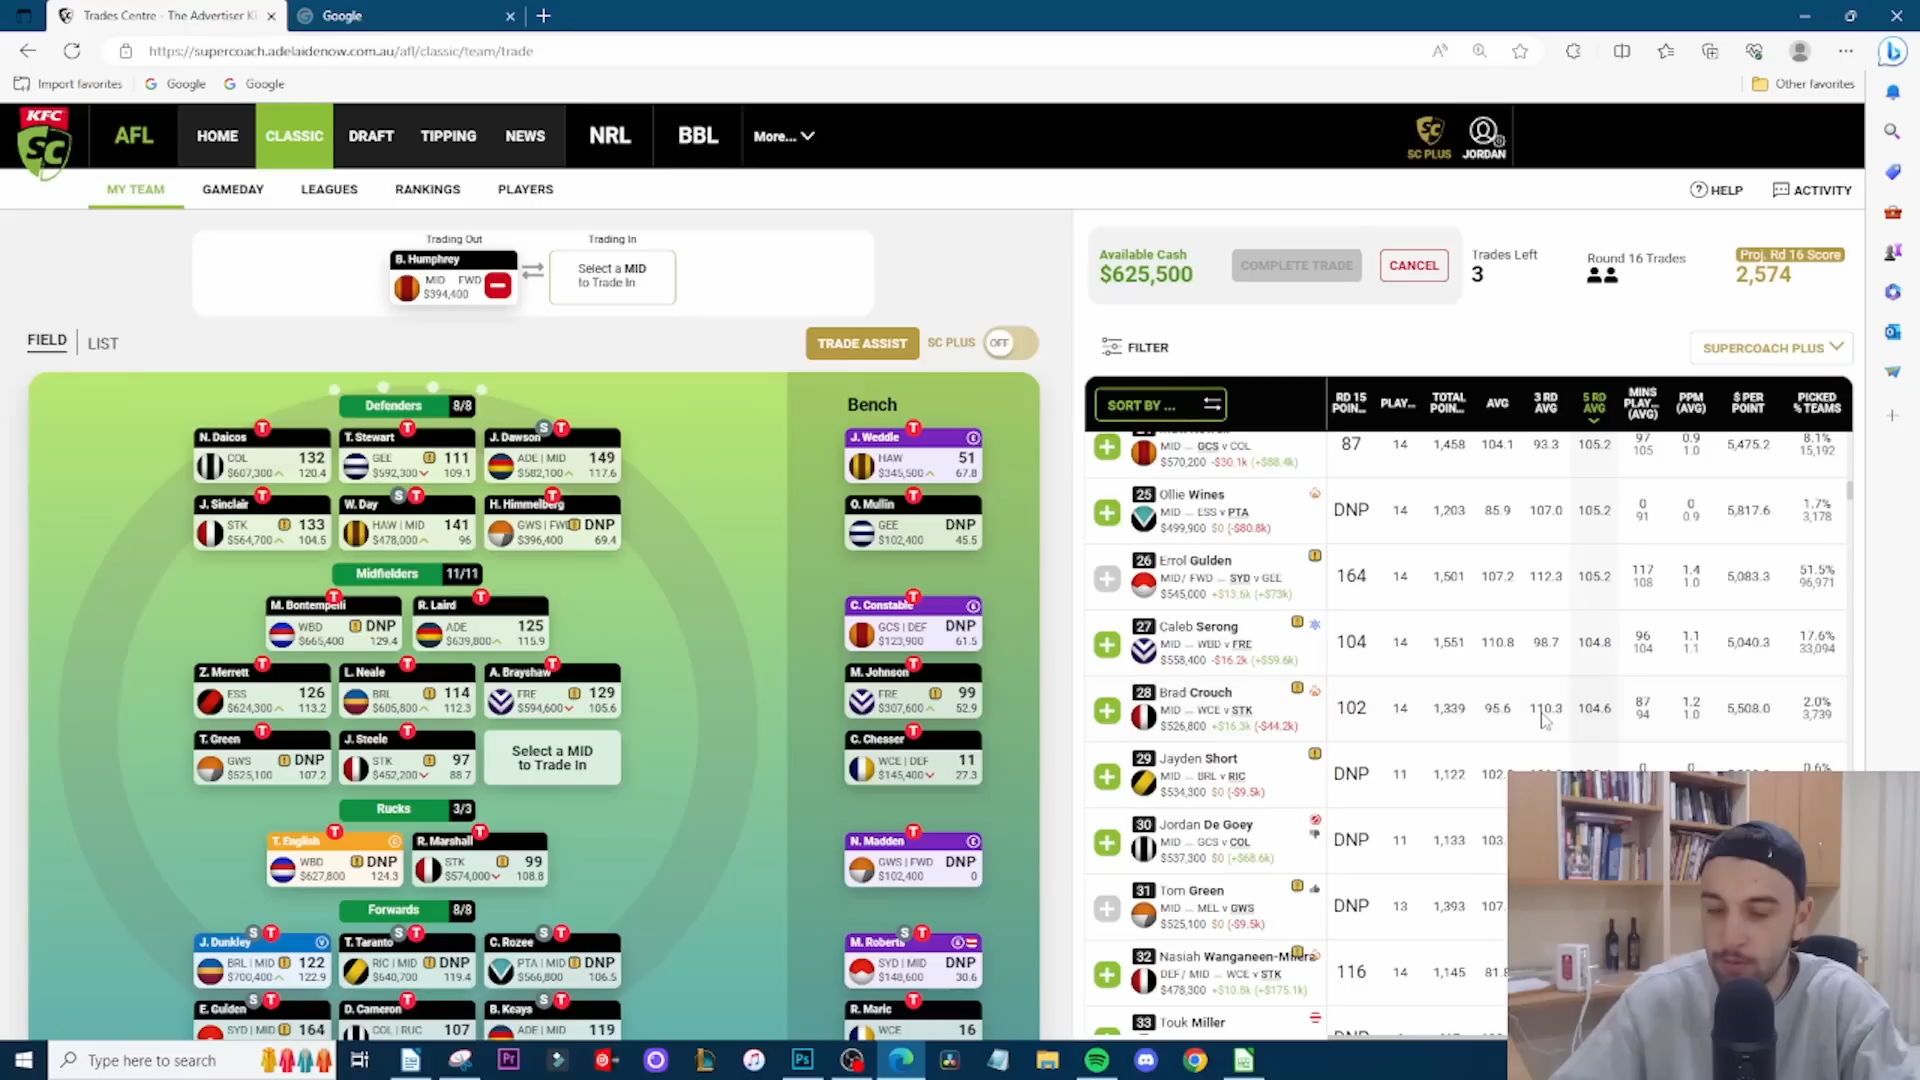 Trades Centre - The Advertiser KF
Google
https://supercoach.adelaidenow.com.au/afl/classic/team/trade
Import favorites
Google
Google
Other favorites
KFC
SC
AFL
HOME
CLASSIC
DRAFT
TIPPING
NEWS
NRL
BBL
More...
SC PLUS
JORDAN
MY TEAM
GAMEDAY
LEAGUES
RANKINGS
PLAYERS
HELP
ACTIVITY
Trading Out
Trading In
B. Humphrey
MID FWD
$394,400
Select a MID
to Trade In
Available Cash
$625,500
COMPLETE TRADE
CANCEL
Trades Left
3
Round 16 Trades
Proj. Rd 16 Score
2,574
FIELD
LIST
TRADE ASSIST
SC PLUS
OFF
FILTER
SUPERCOACH PLUS
Defenders 8/8
Bench
N. Daicos
COL 132
$607,300 120.4
T. Stewart
GEE 111
$592,300 109.1
J. Dawson
ADE | MID 149
$582,100 117.6
J. Weddle
HAW 51
$345,500 67.8
J. Sinclair
STK 133
$564,700 104.5
W. Day
HAW | MID 141
$478,000 96
H. Himmelberg
GWS | FWD DNP
$396,400 69.4
O. Mullin
GEE DNP
$102,400 45.5
Midfielders 11/11
M. Bontempelli
WBD DNP
$665,400 129.4
R. Laird
ADE 125
$639,800 115.9
C. Constable
GCS | DEF DNP
$123,900 61.5
Z. Merrett
ESS 126
$624,300 113.2
L. Neale
BRL 114
$605,800 112.3
A. Brayshaw
FRE 129
$594,600 105.6
M. Johnson
FRE 99
$307,600 52.9
T. Green
GWS DNP
$525,100 107.2
J. Steele
STK 97
$452,200 88.7
Select a MID
to Trade In
C. Chesser
WCE | DEF 11
$145,400 27.3
Rucks 3/3
T. English
WBD DNP
$627,800 124.3
R. Marshall
STK 99
$574,000 108.8
N. Madden
GWS | FWD DNP
$102,400 0
Forwards 8/8
J. Dunkley
BRL | MID 122
$700,400 122.9
T. Taranto
RIC | MID DNP
$640,700 119.4
C. Rozee
PTA | MID DNP
$566,800 106.5
M. Roberts
SYD | MID DNP
$148,600 30.6
E. Gulden
SYD | MID 164
D. Cameron
COL | RUC 107
B. Keays
ADE | MID 119
R. Maric
WCE 16
SORT BY ...
RD 15 POIN...
PLAY...
TOTAL POIN...
AVG
3 RD AVG
5 RD AVG
MINS PLAY... (AVG)
PPM (AVG)
$ PER POINT
PICKED % TEAMS
MID GCS v COL
$570,200 -$30.1k (+$88.4k)
87 14 1,458 104.1 93.3 105.2 97 105 0.9 1.0 5,475.2 8.1% 15,192
25 Ollie Wines
MID ESS v PTA
$499,900 $0 (-$80.8k)
DNP 14 1,203 85.9 107.0 105.2 0 91 0 0.9 5,817.6 1.7% 3,178
26 Errol Gulden
MID/ FWD SYD v GEE
$545,000 +$13.6k (+$73k)
164 14 1,501 107.2 112.3 105.2 117 108 1.4 1.0 5,083.3 51.5% 96,971
27 Caleb Serong
MID WBD v FRE
$558,400 -$16.2k (+$59.6k)
104 14 1,551 110.8 98.7 104.8 96 104 1.1 1.1 5,040.3 17.6% 33,094
28 Brad Crouch
MID WCE v STK
$526,800 +$16.3k (-$44.2k)
102 14 1,339 95.6 110.3 104.6 87 94 1.2 1.0 5,508.0 2.0% 3,739
29 Jayden Short
MID BRL v RIC
$534,300 $0 (-$9.5k)
DNP 11 1,122 102. 0 0 0.6%
30 Jordan De Goey
MID GCS v COL
$537,300 $0 (+$68.6k)
DNP 11 1,133 103.
31 Tom Green
MID MEL v GWS
$525,100 $0 (-$9.5k)
DNP 13 1,393 107.
32 Nasiah Wanganeen-Milera
DEF/ MID WCE v STK
$478,300 +$10.8k (+$175.1k)
116 14 1,145 81.8
33 Touk Miller
Type here to search